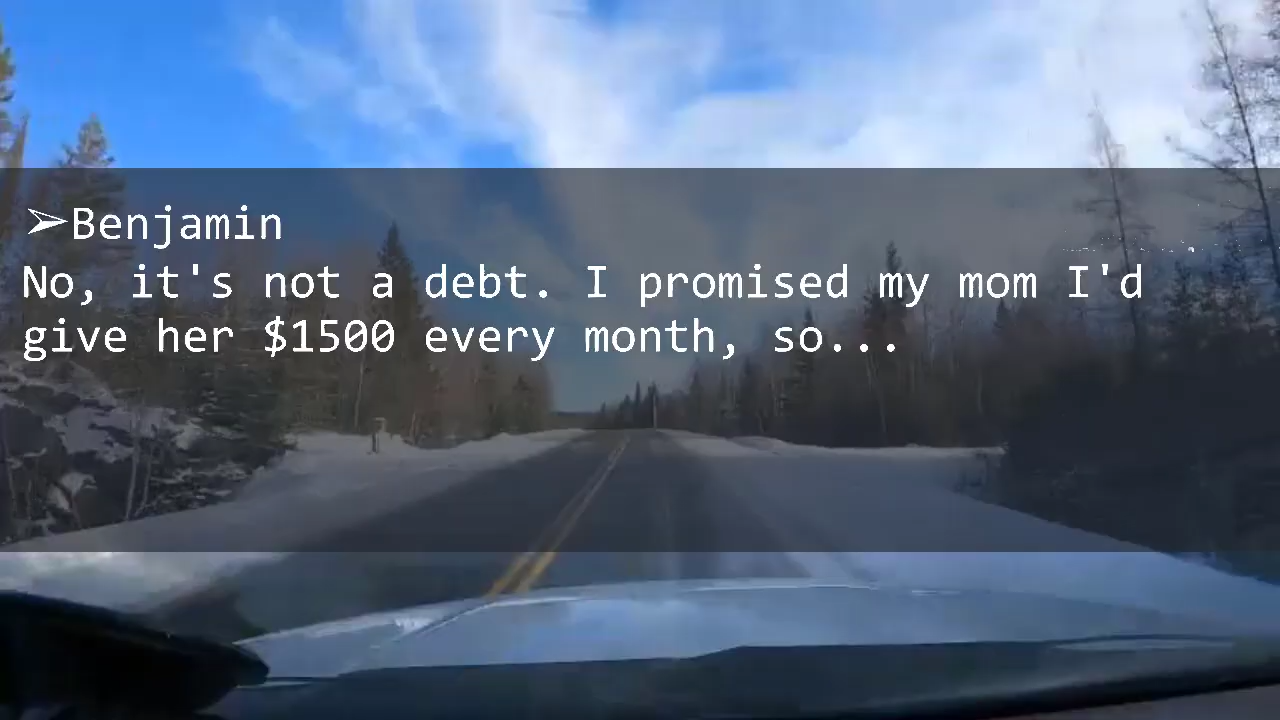 ➢Benjamin
No, it's not a debt. I promised my mom I'd
give her $1500 every month, so...